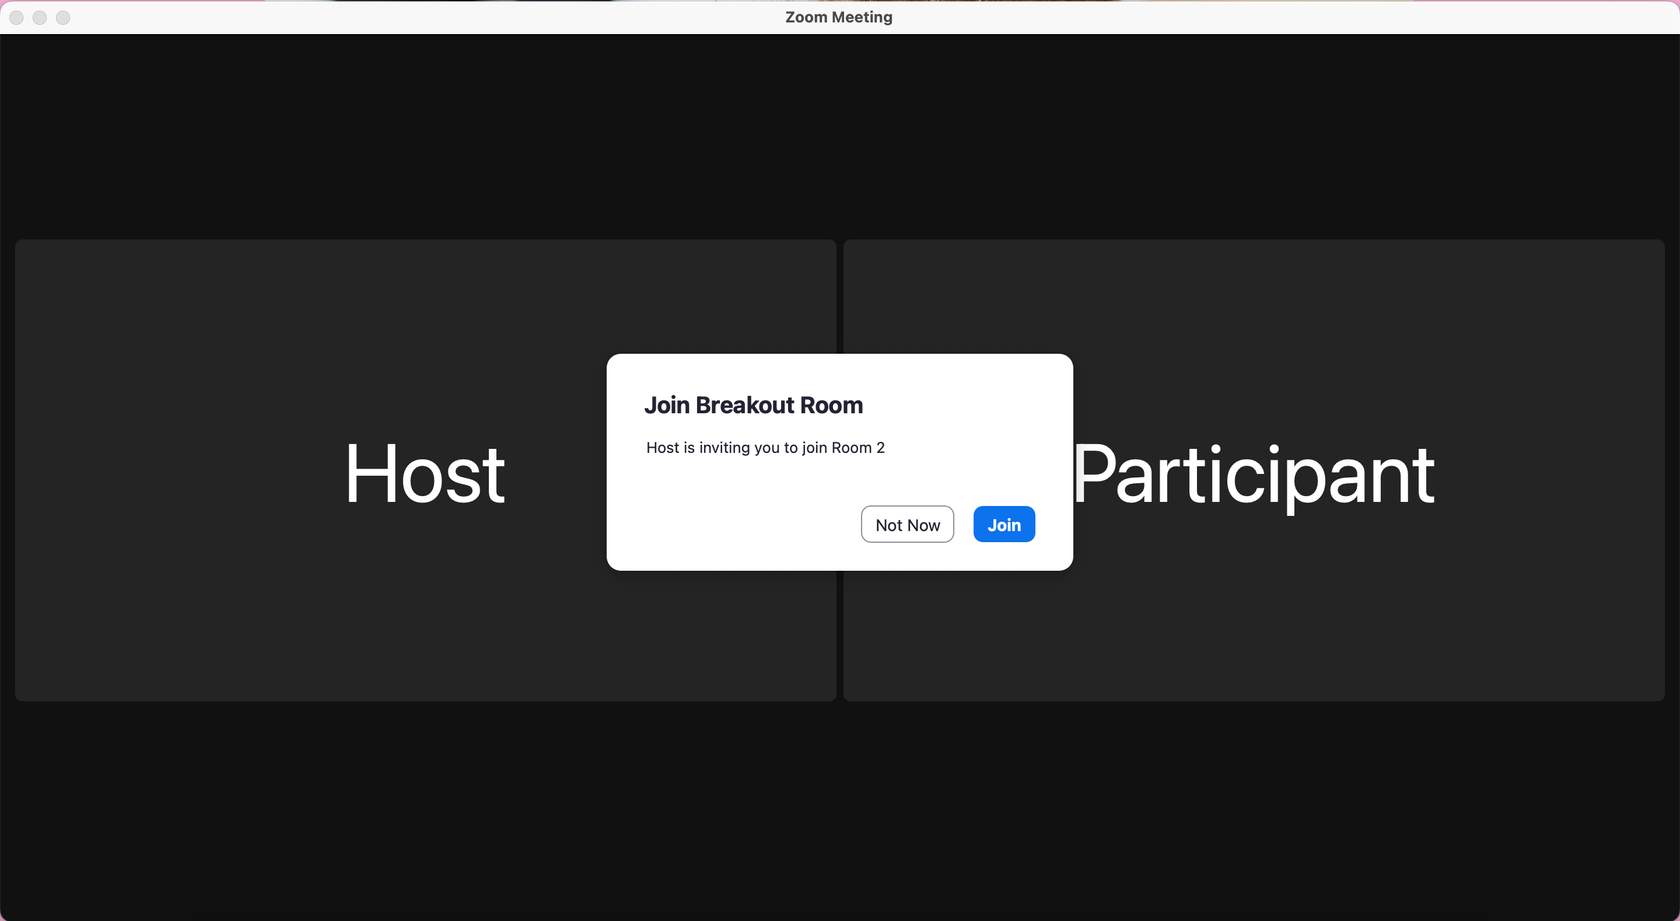 Zoom Meeting
Join Breakout Room
Host is inviting you to join Room 2
Host
Participant
Not Now
Join